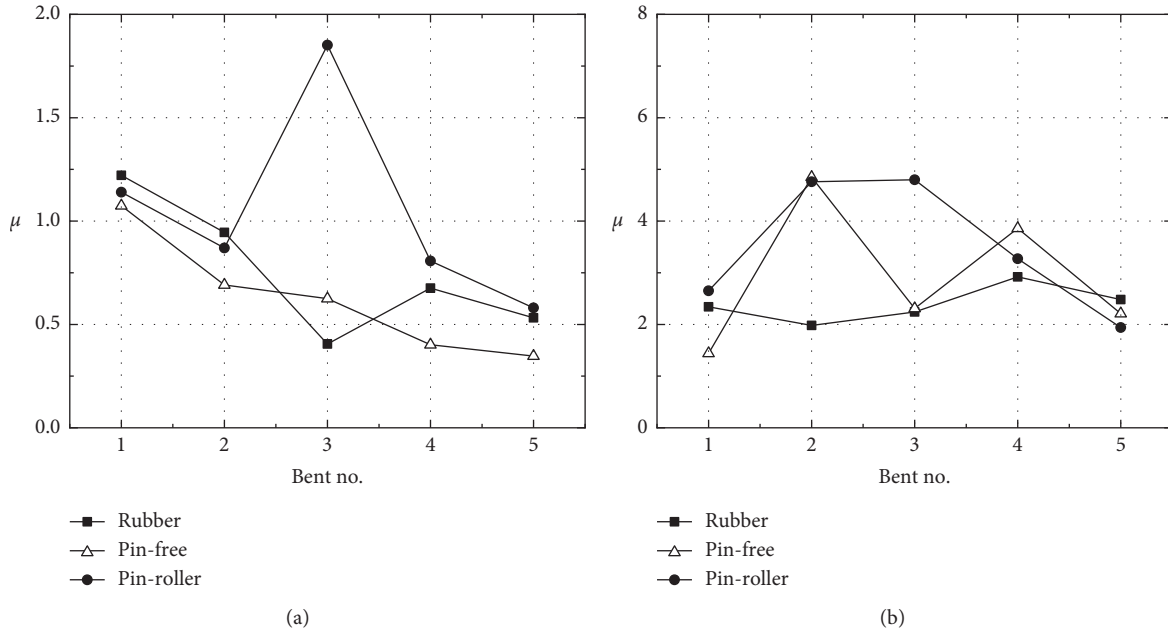 2.0
1.5
1.0
0.5
0.0
μ
1 2 3 4 5
Bent no.
Rubber
Pin-free
Pin-roller
(a)
8
6
4
2
0
μ
1 2 3 4 5
Bent no.
Rubber
Pin-free
Pin-roller
(b)